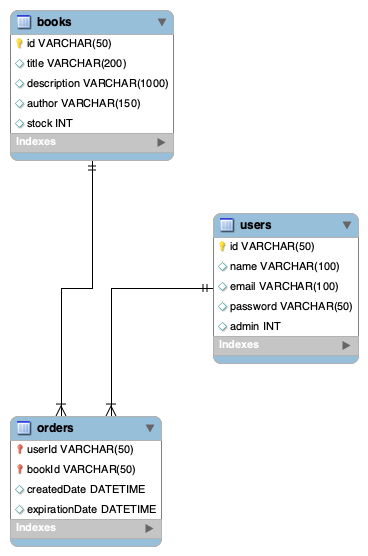 books
id VARCHAR(50)
title VARCHAR(200)
description VARCHAR(1000)
author VARCHAR(150)
stock INT
Indexes
users
id VARCHAR(50)
name VARCHAR(100)
email VARCHAR(100)
password VARCHAR(50)
admin INT
Indexes
orders
userId VARCHAR(50)
bookId VARCHAR(50)
createdDate DATETIME
expirationDate DATETIME
Indexes